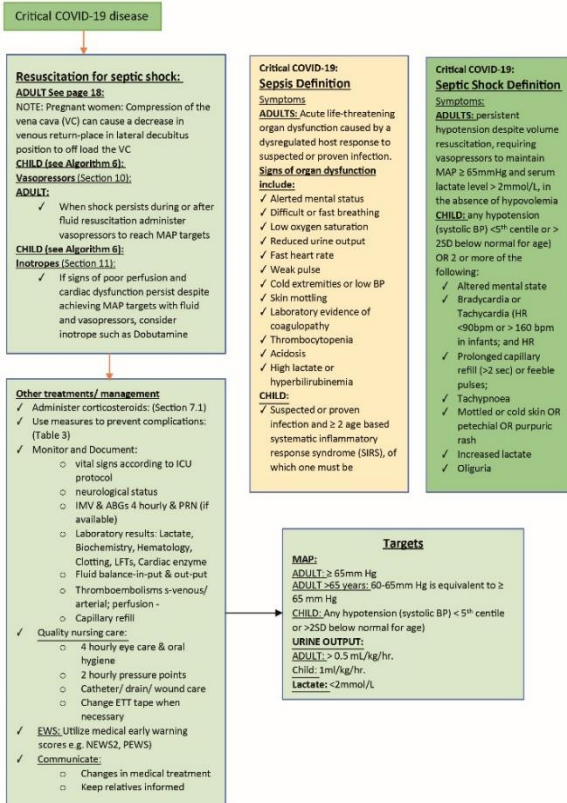 Critical COVID-19 disease
Resuscitation for septic shock:
ADULT See page 18:
NOTE: Pregnant women: Compression of the
vena cava (VC) can cause a decrease in
venous return-place in lateral decubitus
position to off load the VC
CHILD (see Algorithm 6):
Vasopressors (Section 10):
ADULT:
✓ When shock persists during or after
fluid resuscitation administer
vasopressors to reach MAP targets
CHILD (see Algorithm 6):
Inotropes (Section 11):
✓ If signs of poor perfusion and
cardiac dysfunction persist despite
achieving MAP targets with fluid
and vasopressors, consider
inotrope such as Dobutamine
Critical COVID-19:
Sepsis Definition
Symptoms
ADULTS: Acute life-threatening
organ dysfunction caused by a
dysregulated host response to
suspected or proven infection.
Signs of organ dysfunction
include:
✓ Alerted mental status
✓ Difficult or fast breathing
✓ Low oxygen saturation
✓ Reduced urine output
✓ Fast heart rate
✓ Weak pulse
✓ Cold extremities or low BP
✓ Skin mottling
✓ Laboratory evidence of
coagulopathy
✓ Thrombocytopenia
✓ Acidosis
✓ High lactate or
hyperbilirubinemia
CHILD:
✓ Suspected or proven
infection and ≥ 2 age based
systematic inflammatory
response syndrome (SIRS), of
which one must be
Critical COVID-19:
Septic Shock Definition
Symptoms:
ADULTS: persistent
hypotension despite volume
resuscitation, requiring
vasopressors to maintain
MAP ≥ 65mmHg and serum
lactate level > 2mmol/L, in
the absence of hypovolemia
CHILD: any hypotension
(systolic BP) <5th centile or >
2SD below normal for age)
OR 2 or more of the
following:
✓ Altered mental state
✓ Bradycardia or
Tachycardia (HR
<90bpm or > 160 bpm
in infants; and HR
✓ Prolonged capillary
refill (>2 sec) or feeble
pulses;
✓ Tachypnoea
✓ Mottled or cold skin OR
petechial OR purpuric
rash
✓ Increased lactate
✓ Oliguria
Other treatments/ management
✓ Administer corticosteroids: (Section 7.1)
✓ Use measures to prevent complications:
(Table 3)
✓ Monitor and Document:
o vital signs according to ICU
protocol
o neurological status
o IMV & ABGs 4 hourly & PRN (if
available)
o Laboratory results: Lactate,
Biochemistry, Hematology,
Clotting, LFTs, Cardiac enzyme
o Fluid balance-in-put & out-put
o Thromboembolisms s-venous/
arterial; perfusion -
o Capillary refill
✓ Quality nursing care:
o 4 hourly eye care & oral
hygiene
o 2 hourly pressure points
o Catheter/ drain/ wound care
o Change ETT tape when
necessary
✓ EWS: Utilize medical early warning
scores e.g. NEWS2, PEWS)
✓ Communicate:
o Changes in medical treatment
o Keep relatives informed
Targets
MAP:
ADULT: ≥ 65mm Hg
ADULT >65 years: 60-65mm Hg is equivalent to ≥
65 mm Hg
CHILD: Any hypotension (systolic BP) < 5th centile
or >2SD below normal for age)
URINE OUTPUT:
ADULT: > 0.5 mL/kg/hr.
Child: 1ml/kg/hr.
Lactate: <2mmol/L